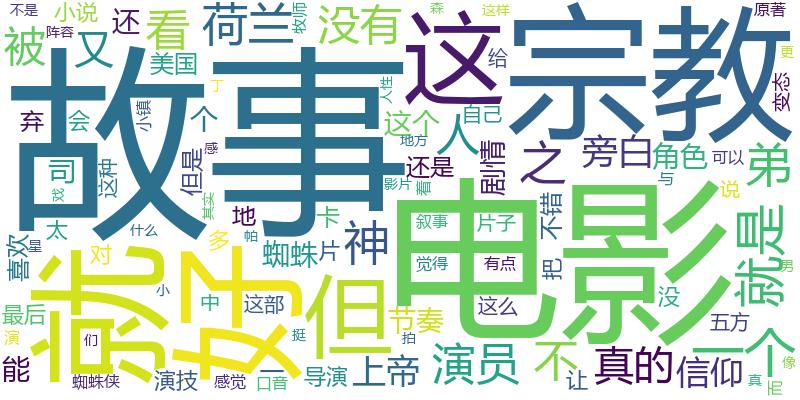 不是
小说
还
看
荷兰
牧师
没有
这
宗教
森
这样
原著
阵容
被
又
美国
丁
给
更
变态
故事
弃
会
小镇
个
人性
这个
人
自己
司
这种
但是
感
地方
还是
剧情
之
旁白
角色
可以
弟
戏
其实
影片
着
电影
与
说
太
地
卡
叙事
片子
不错
喜欢
星
对
多
什么
帕
蜘蛛
片
神
觉得
有点
把
就是
男
就
好
但
小
中
这部
节奏
这么
没
五方
最后
演
们
挺
拍
一个
像
能
蜘蛛侠
演技
感觉
一
口音
导演
上帝
演员
不
真的
让
信仰
真